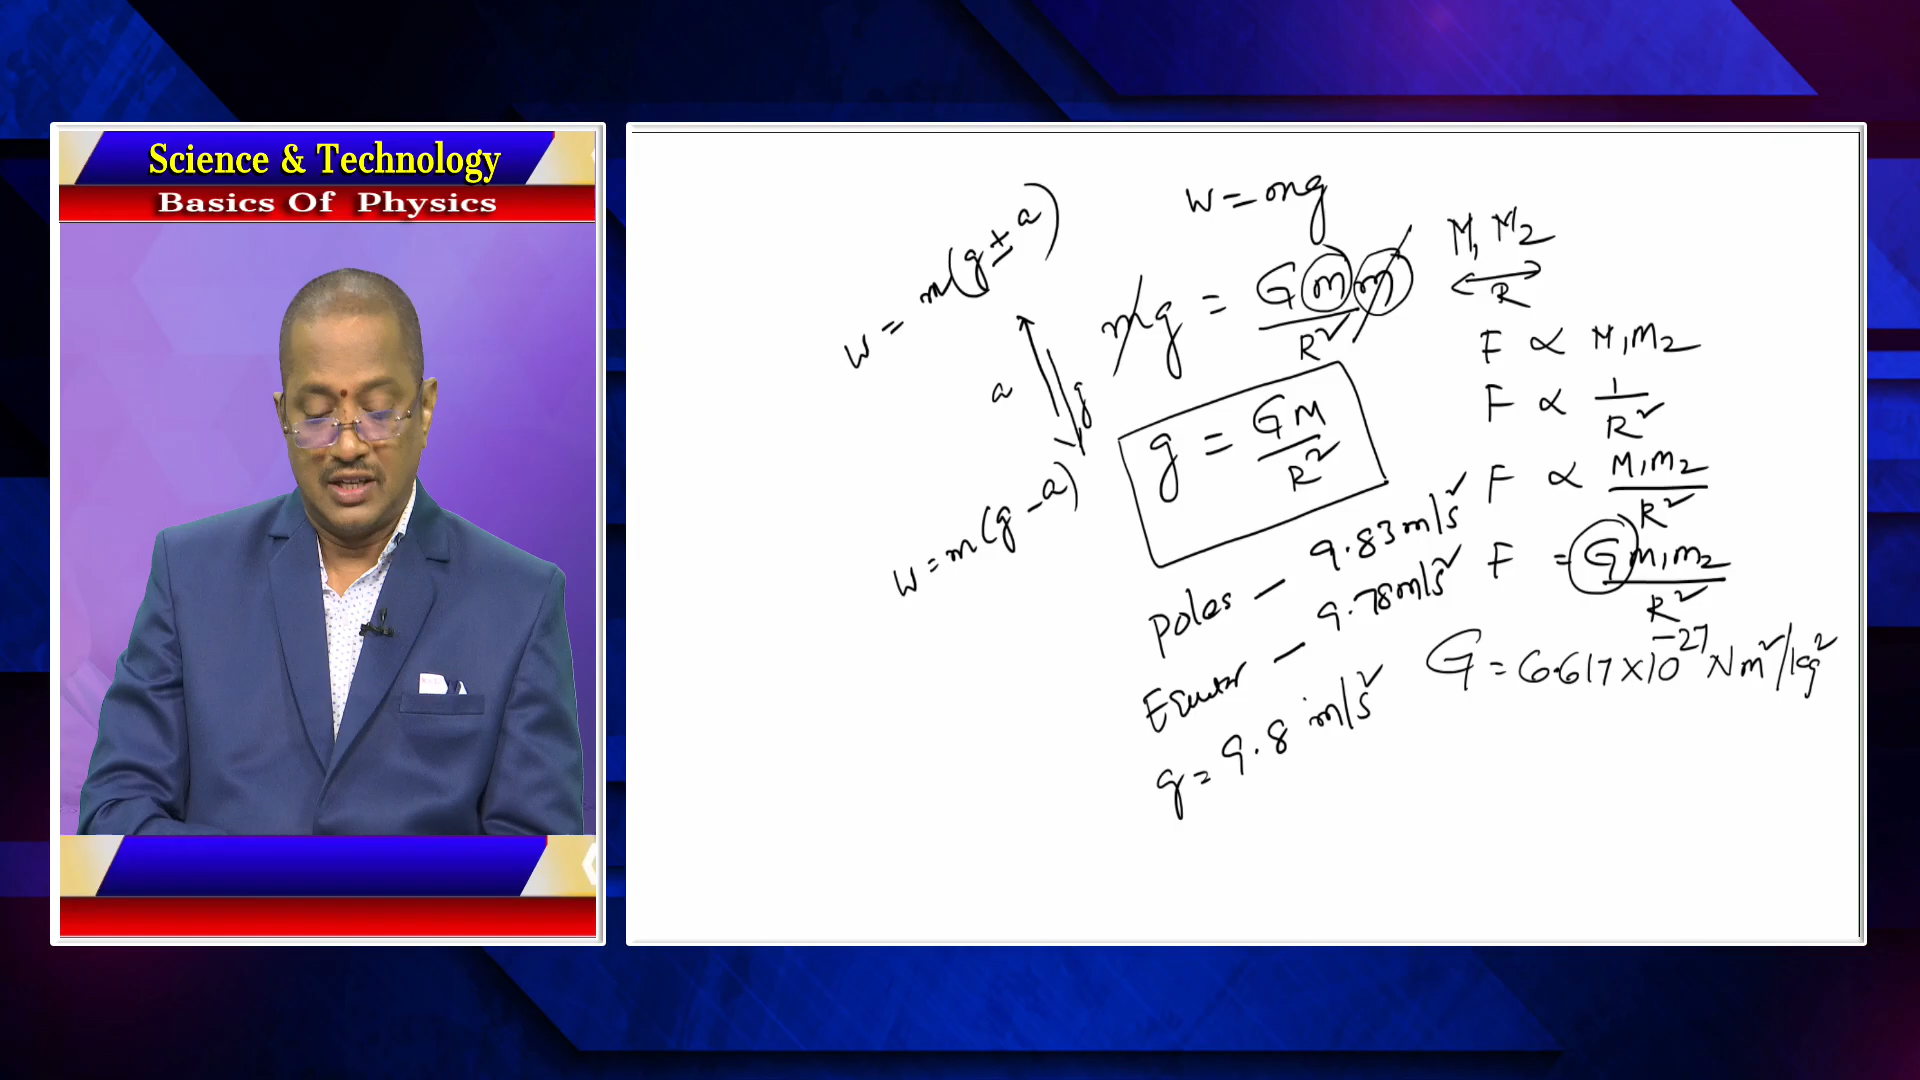 Science & Technology
Basics Of Physics
W = mg
W = m(g ± a)
M1 M2
R
mg = Gmm/R²
F ∝ M1M2
a
g
F ∝ 1/R²
g = GM/R²
F ∝ M1M2/R²
W = m(g - a)
Poles - 9.83 m/s²
F = GM1M2/R²
Equator - 9.78 m/s²
G = 6.617 x 10⁻²⁷ Nm²/kg²
g = 9.8 m/s²